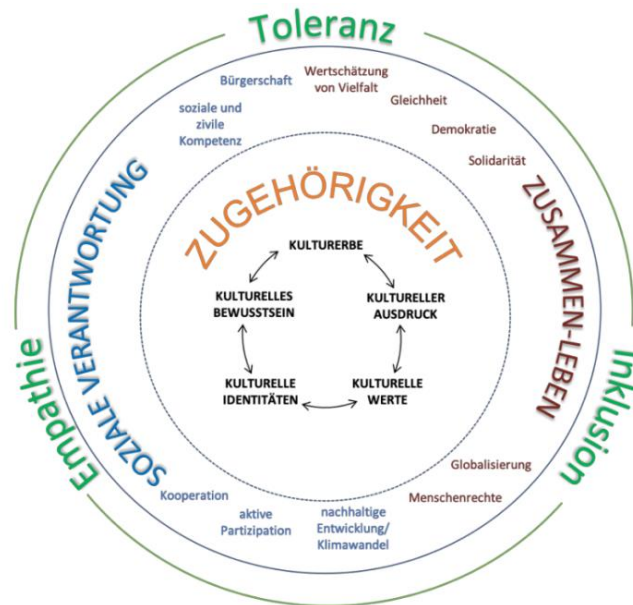 Toleranz
Bürgerschaft
Wertschätzung
von Vielfalt
Gleichheit
soziale und
zivile
Kompetenz
Demokratie
Solidarität
SOZIALE VERANTWORTUNG
ZUGEHÖRIGKEIT
ZUSAMMEN-LEBEN
KULTURERBE
KULTURELLES
BEWUSSTSEIN
KULTURELLER
AUSDRUCK
KULTURELLE
IDENTITÄTEN
KULTURELLE
WERTE
Empathie
Inklusion
Globalisierung
Menschenrechte
Kooperation
aktive
Partizipation
nachhaltige
Entwicklung/
Klimawandel